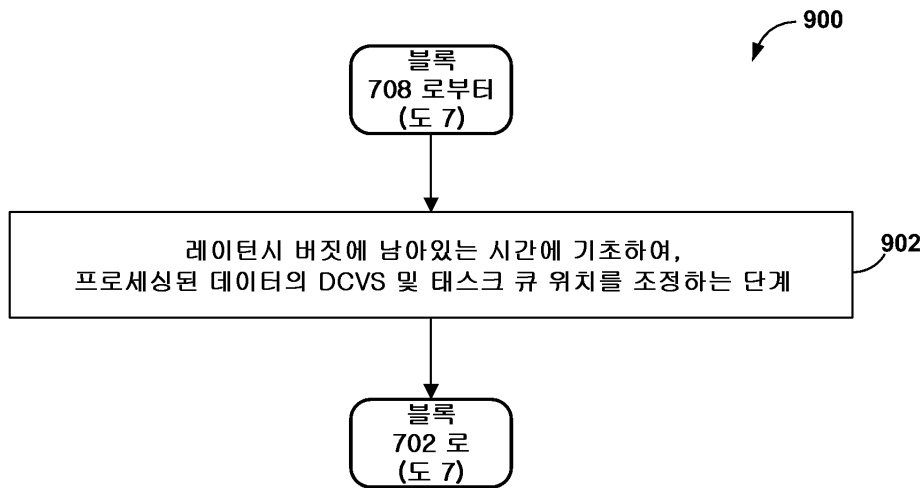 900
블록
708 로부터
(도 7)
레이턴시 버짓에 남아있는 시간에 기초하여,
프로세싱된 데이터의 DCVS 및 태스크 큐 위치를 조정하는 단계
902
블록
702 로
(도 7)